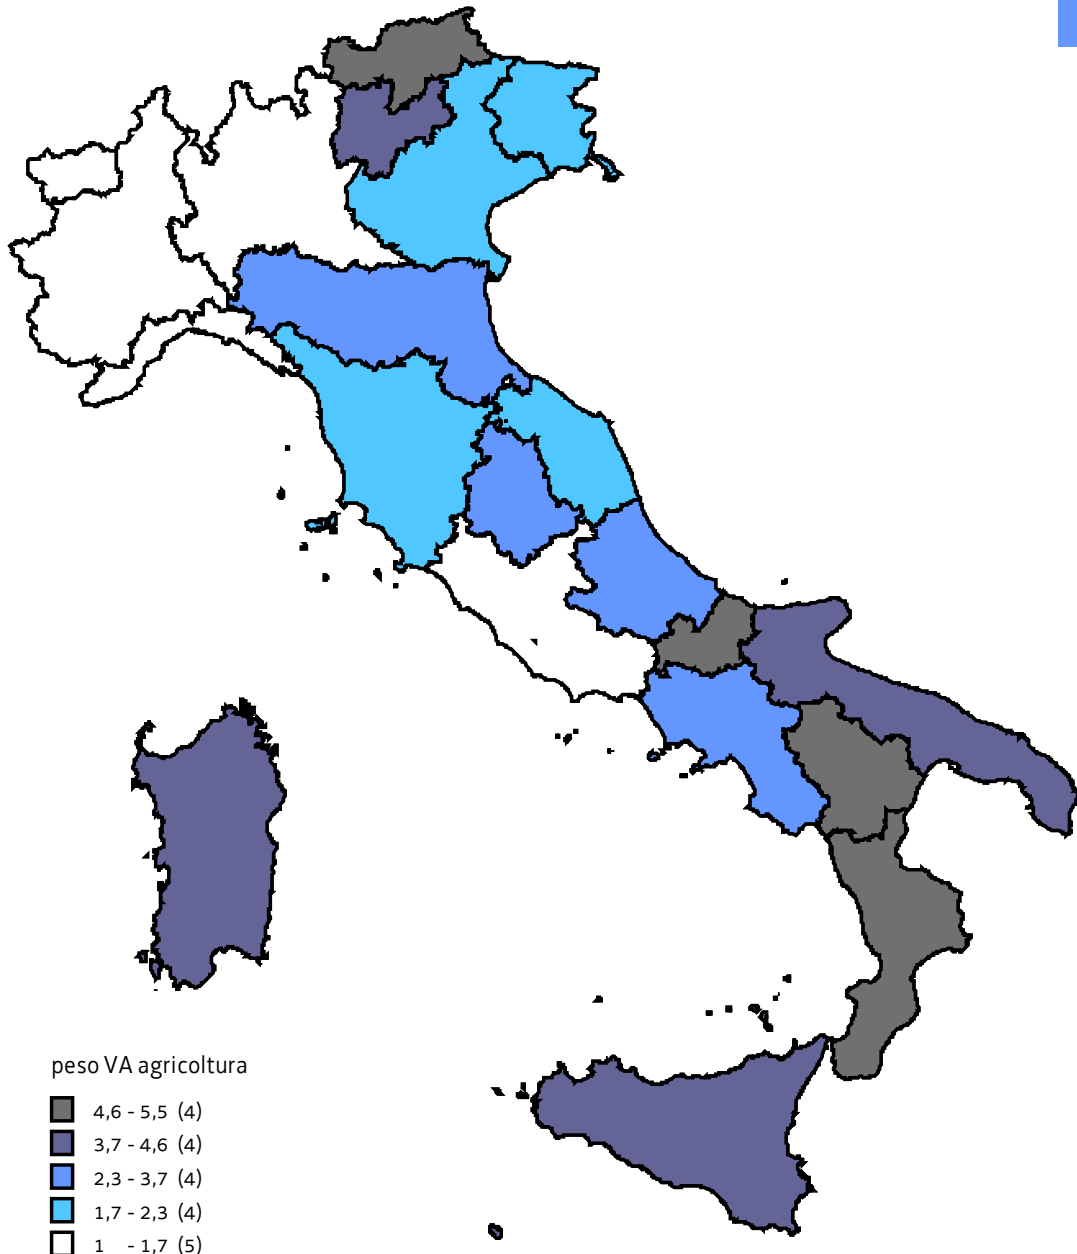 peso VA agricoltura
4,6 - 5,5 (4)
3,7 - 4,6 (4)
2,3 - 3,7 (4)
1,7 - 2,3 (4)
1 - 1,7 (5)